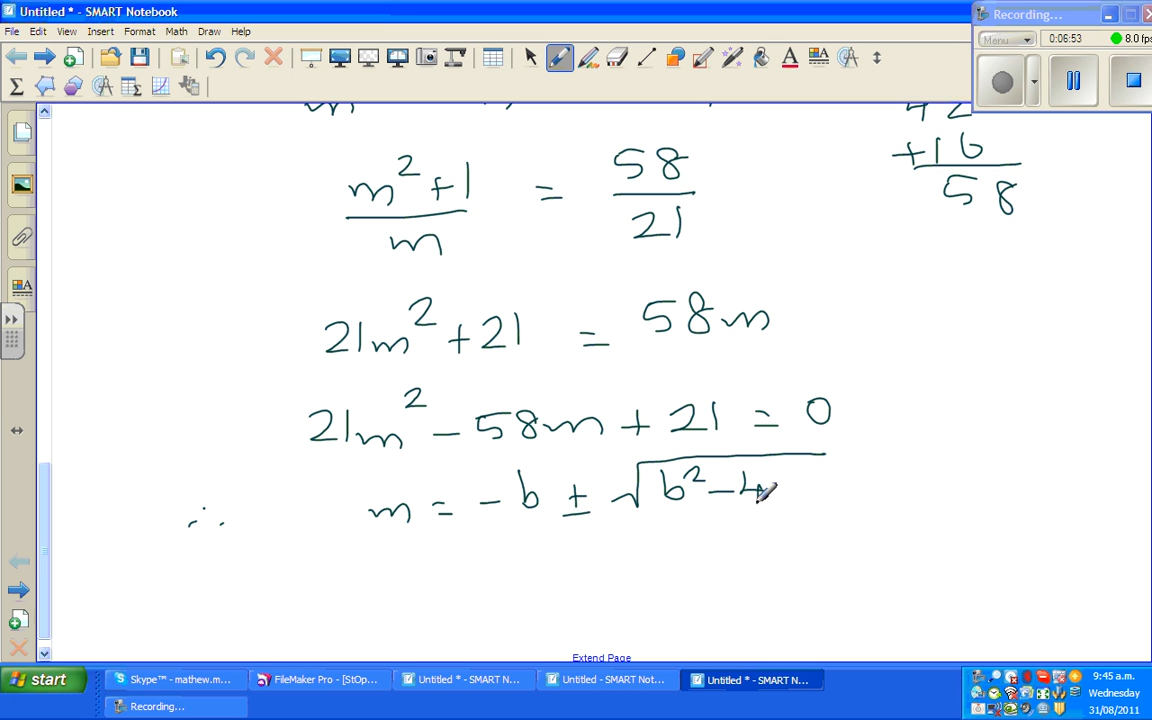 Untitled * - SMART Notebook
Recording...
File Edit View Insert Format Math Draw Help
Menu 0:06:53 8.0 fps
m
42
+16
58
m² + 1 = 58
m 21
21m² + 21 = 58m
21m² - 58m + 21 = 0
∴ m = - b ± √b² - 4
Extend Page
start
Skype™ - mathew.m...
FileMaker Pro - [StOp...
Untitled * - SMART N...
Untitled - SMART Not...
Untitled * - SMART N...
9:45 a.m.
Recording...
Wednesday
31/08/2011